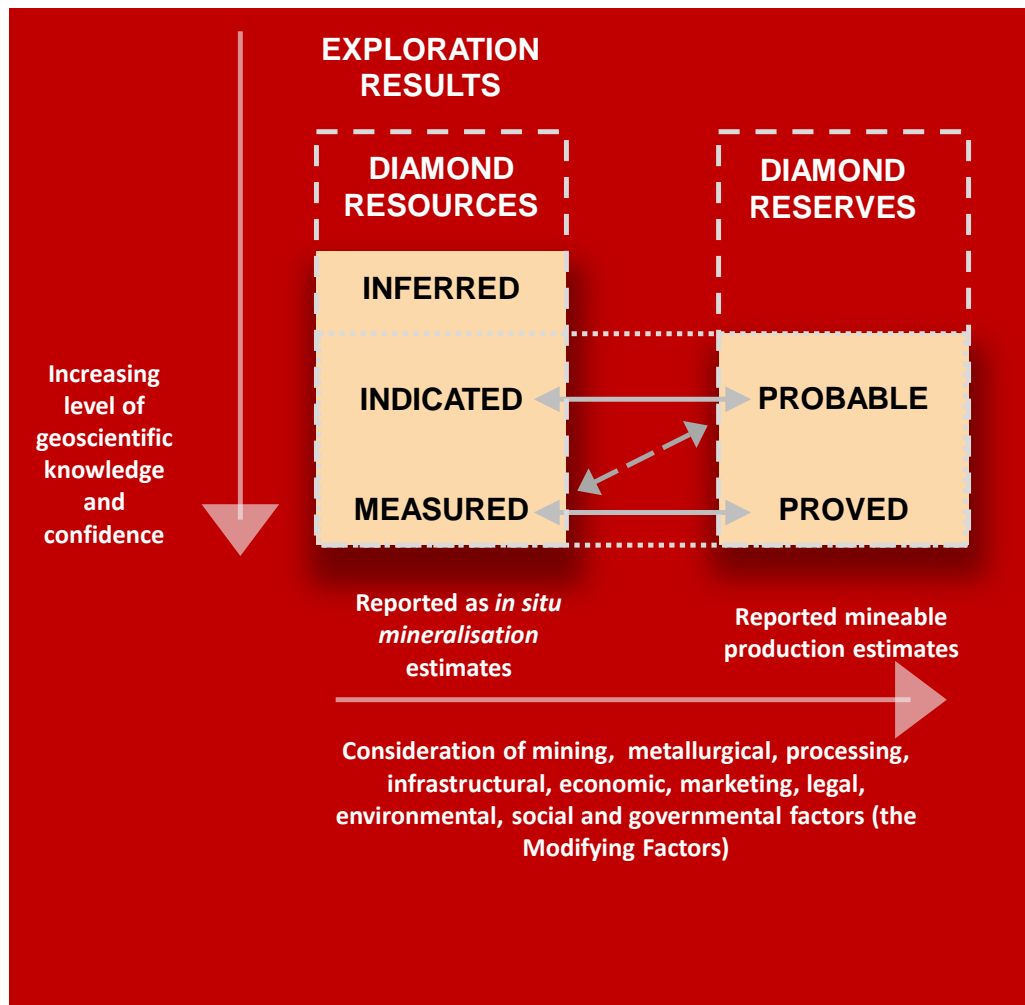 EXPLORATION
RESULTS
DIAMOND
RESOURCES
DIAMOND
RESERVES
INFERRED
INDICATED
PROBABLE
MEASURED
PROVED
Increasing
level of
geoscientific
knowledge
and
confidence
Reported as in situ
mineralisation
estimates
Reported mineable
production estimates
Consideration of mining, metallurgical, processing,
infrastructural, economic, marketing, legal,
environmental, social and governmental factors (the
Modifying Factors)